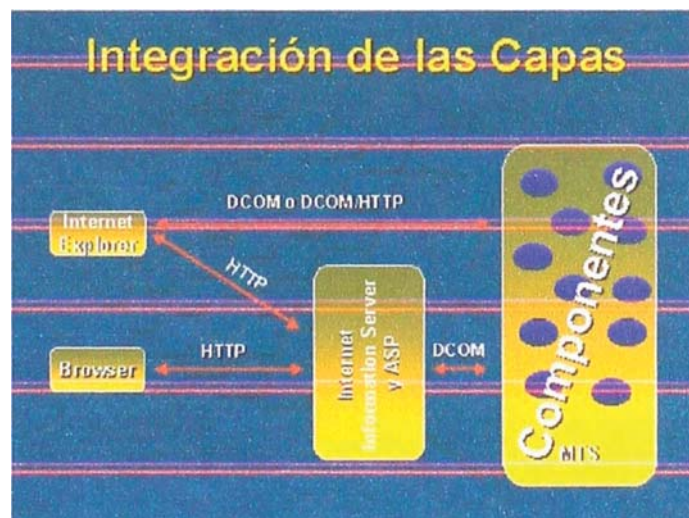 Integración de las Capas
DCOM o DCOM/HTTP
Internet
Explorer
HTTP
Browser
HTTP
Internet
Information Server
y ASP
DCOM
Componentes
MTS